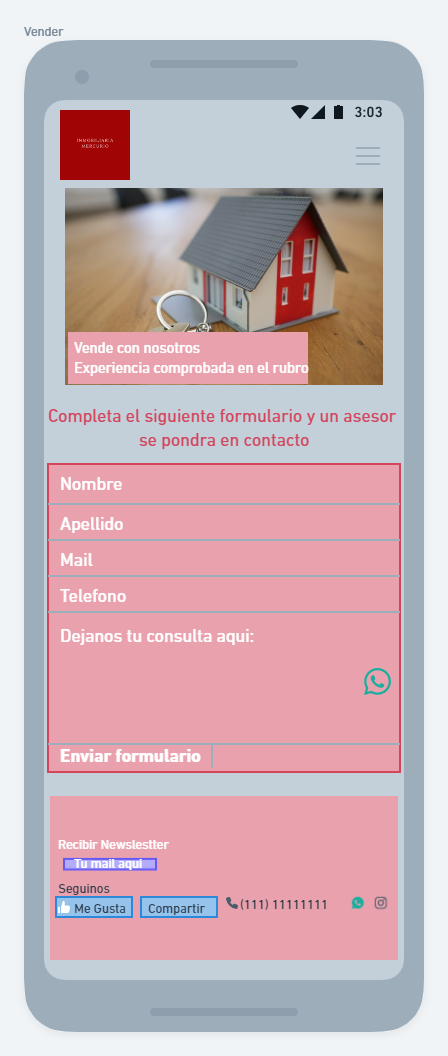 Vender
3:03
INMOBILIARIA
MERCURIO
Vende con nosotros
Experiencia comprobada en el rubro
Completa el siguiente formulario y un asesor
se pondra en contacto
Nombre
Apellido
Mail
Telefono
Dejanos tu consulta aqui:
Enviar formulario
Recibir Newslestter
Tu mail aqui
Seguinos
Me Gusta Compartir (111) 11111111